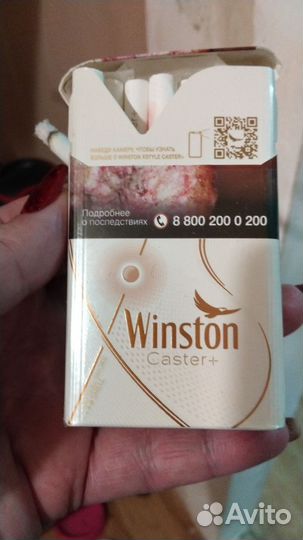 НАВЕДИ КАМЕРУ, ЧТОБЫ УЗНАТЬ
БОЛЬШЕ О WINSTON XSTYLE CASTER+
Подробнее
о последствиях 8 800 200 0 200
Winston
Caster+
Avito